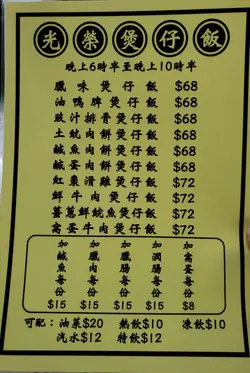 光榮煲仔飯
晚上6時半至晚上10時半
臘味煲仔飯 $68
油鴨脾煲仔飯 $68
豉汁排骨煲仔飯 $68
土魷肉餅煲仔飯 $68
鹹魚肉餅煲仔飯 $68
鹹蛋肉餅煲仔飯 $68
紅棗滑雞煲仔飯 $72
鮮牛肉煲仔飯 $72
薑蔥鮮魷魚煲仔飯 $72
窩蛋牛肉煲仔飯 $72
加鹹魚每份 $15
加臘肉每份 $15
加臘腸每份 $15
加潤腸每份 $15
加窩蛋每份 $8
可配：油菜$20 熱飲$10 凍飲$10
汽水$12 特飲$12